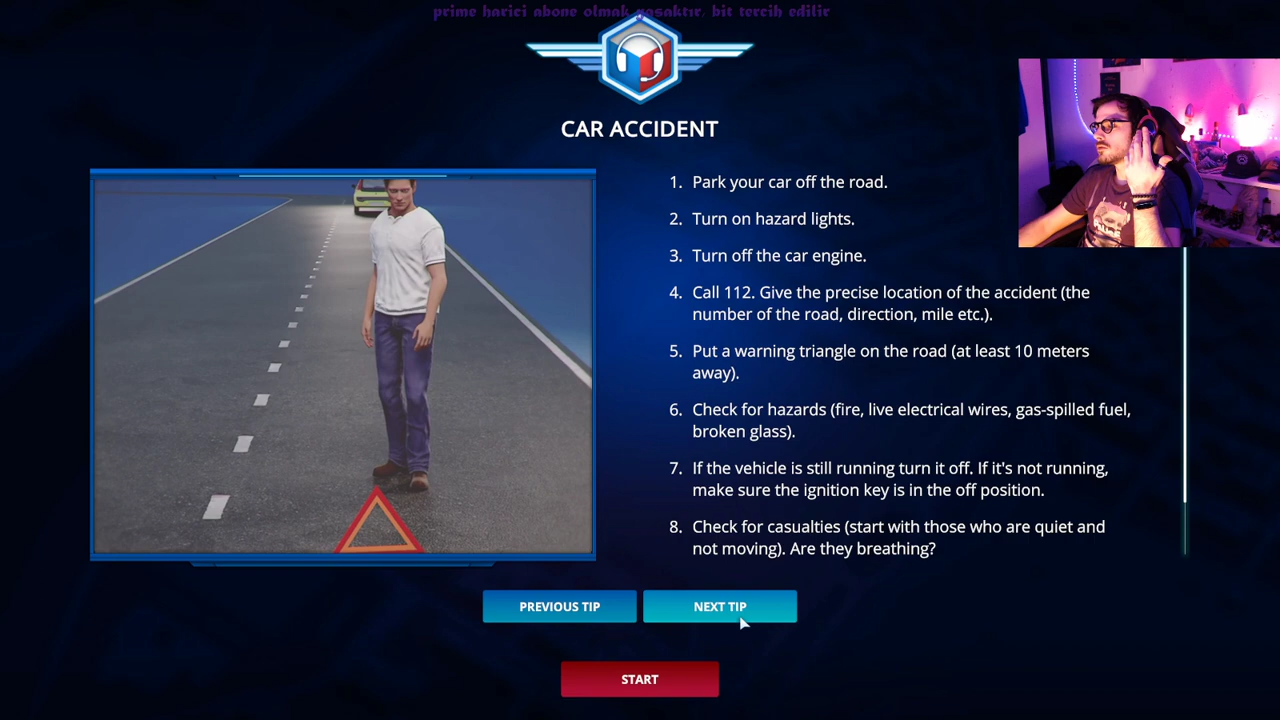 prime harici abone olmak yasaktır, bit tercih edilir
CAR ACCIDENT
1. Park your car off the road.
2. Turn on hazard lights.
3. Turn off the car engine.
4. Call 112. Give the precise location of the accident (the
number of the road, direction, mile etc.).
5. Put a warning triangle on the road (at least 10 meters
away).
6. Check for hazards (fire, live electrical wires, gas-spilled fuel,
broken glass).
7. If the vehicle is still running turn it off. If it's not running,
make sure the ignition key is in the off position.
8. Check for casualties (start with those who are quiet and
not moving). Are they breathing?
PREVIOUS TIP
NEXT TIP
START